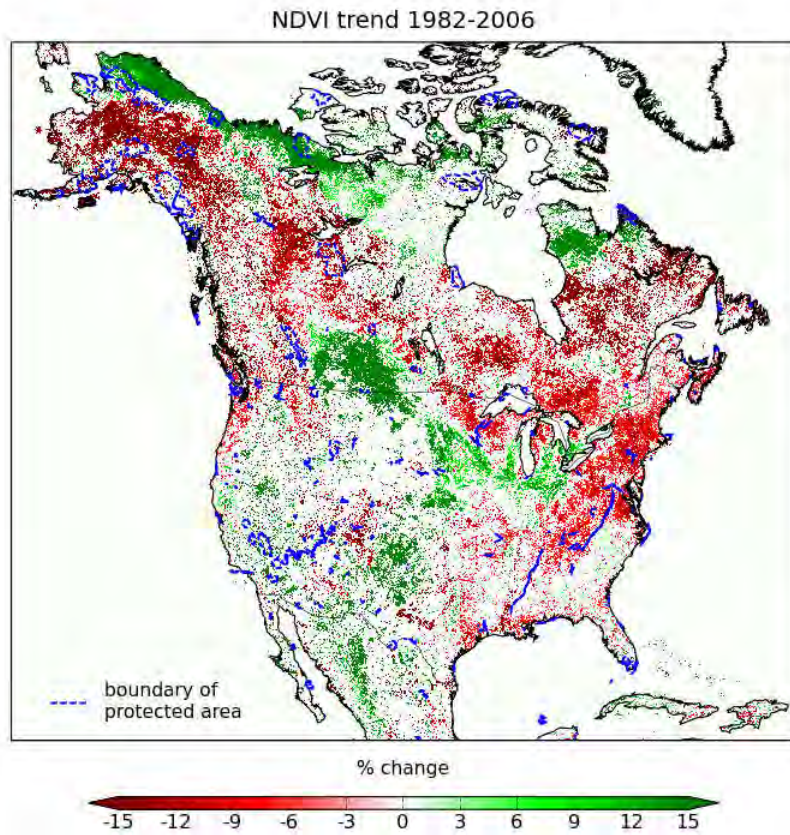 NDVI trend 1982-2006
boundary of
protected area
% change
-15 -12 -9 -6 -3 0 3 6 9 12 15